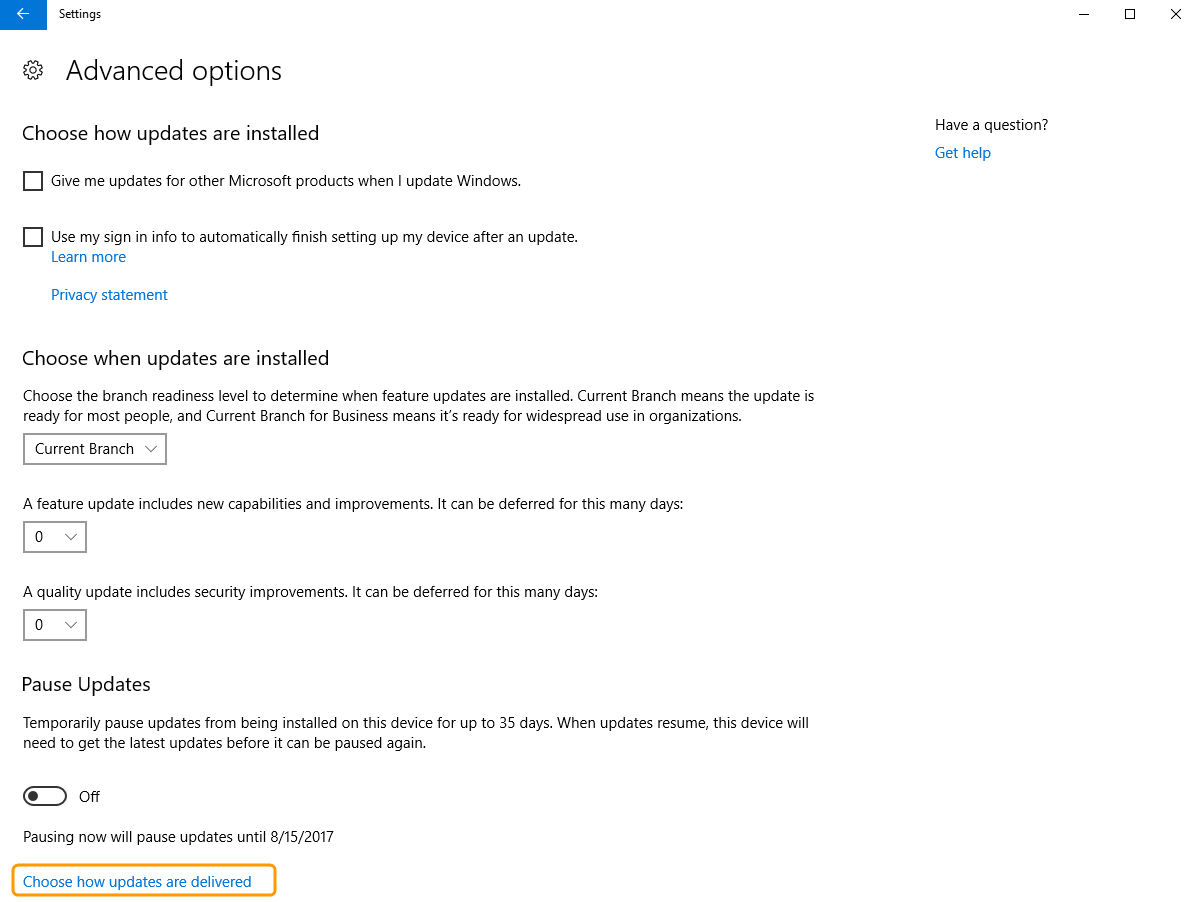 Settings
Advanced options
Choose how updates are installed
Have a question?
Get help
Give me updates for other Microsoft products when I update Windows.
Use my sign in info to automatically finish setting up my device after an update.
Learn more
Privacy statement
Choose when updates are installed
Choose the branch readiness level to determine when feature updates are installed. Current Branch means the update is
ready for most people, and Current Branch for Business means it's ready for widespread use in organizations.
Current Branch
A feature update includes new capabilities and improvements. It can be deferred for this many days:
0
A quality update includes security improvements. It can be deferred for this many days:
0
Pause Updates
Temporarily pause updates from being installed on this device for up to 35 days. When updates resume, this device will
need to get the latest updates before it can be paused again.
Off
Pausing now will pause updates until 8/15/2017
Choose how updates are delivered